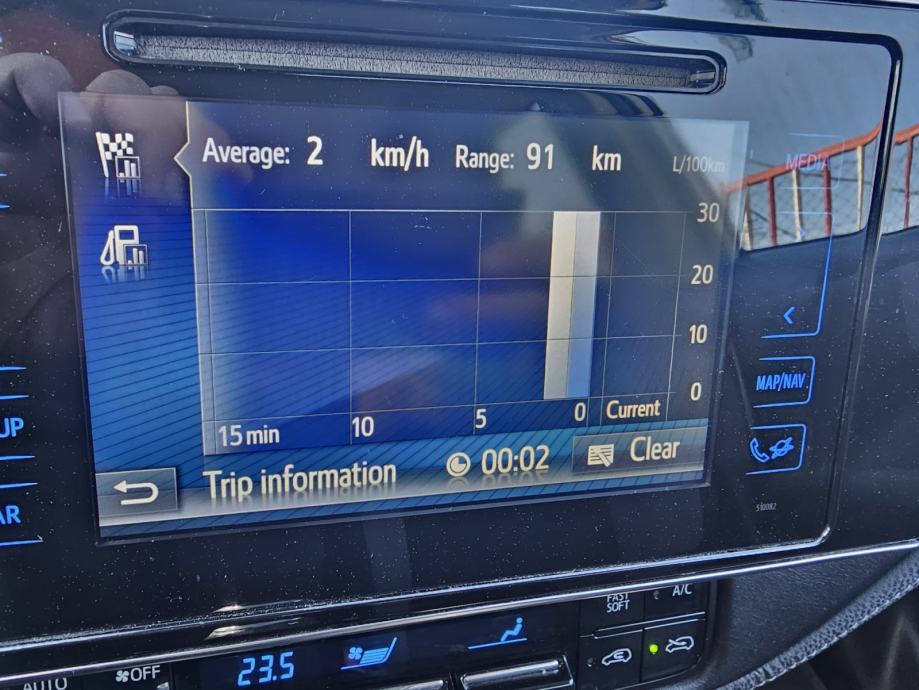 Average: 2 km/h Range: 91 km L/100km
MEDIA
30
20
10
0
15 min 10 5 0 Current
MAP/NAV
UP
Trip information 00:02 Clear
AR
510082
FAST
SOFT
A/C
23.5
AUTO
OFF